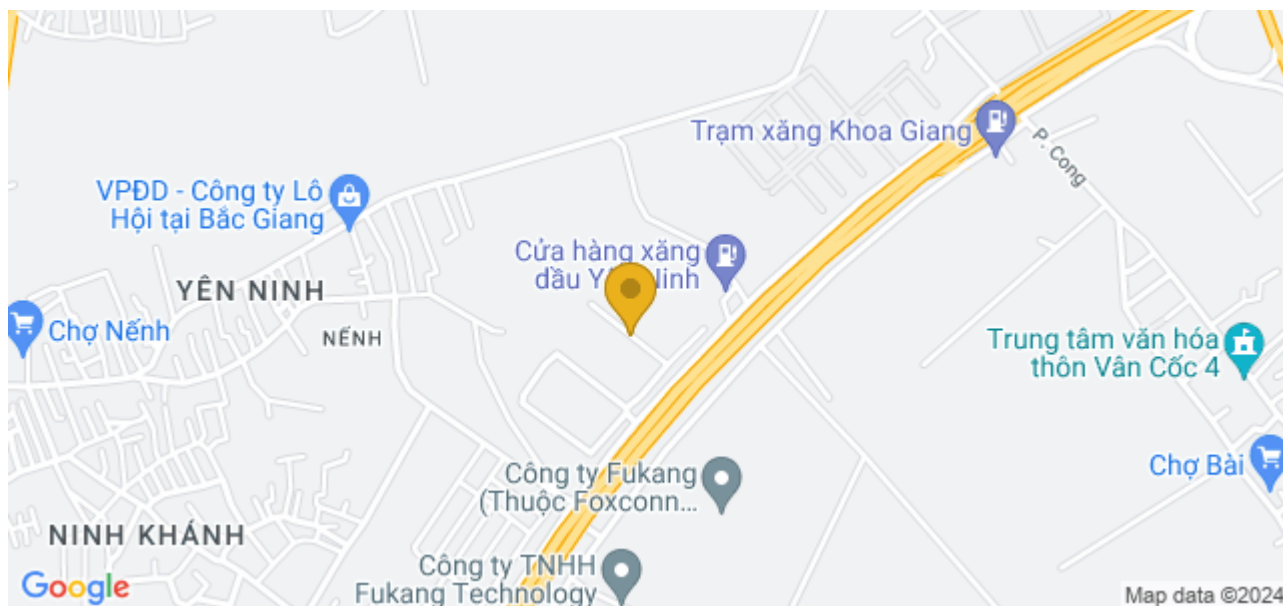 Trạm xăng Khoa Giang
P. Cong
VPĐD - Công ty Lô
Hội tại Bắc Giang
Cửa hàng xăng
dầu Ninh
YÊN NINH
Chợ Nếnh
NẾNH
Trung tâm văn hóa
thôn Vân Cốc 4
Chợ Bài
Công ty Fukang
(Thuộc Foxconn...
NINH KHÁNH
Công ty TNHH
Fukang Technology
Google
Map data ©2024